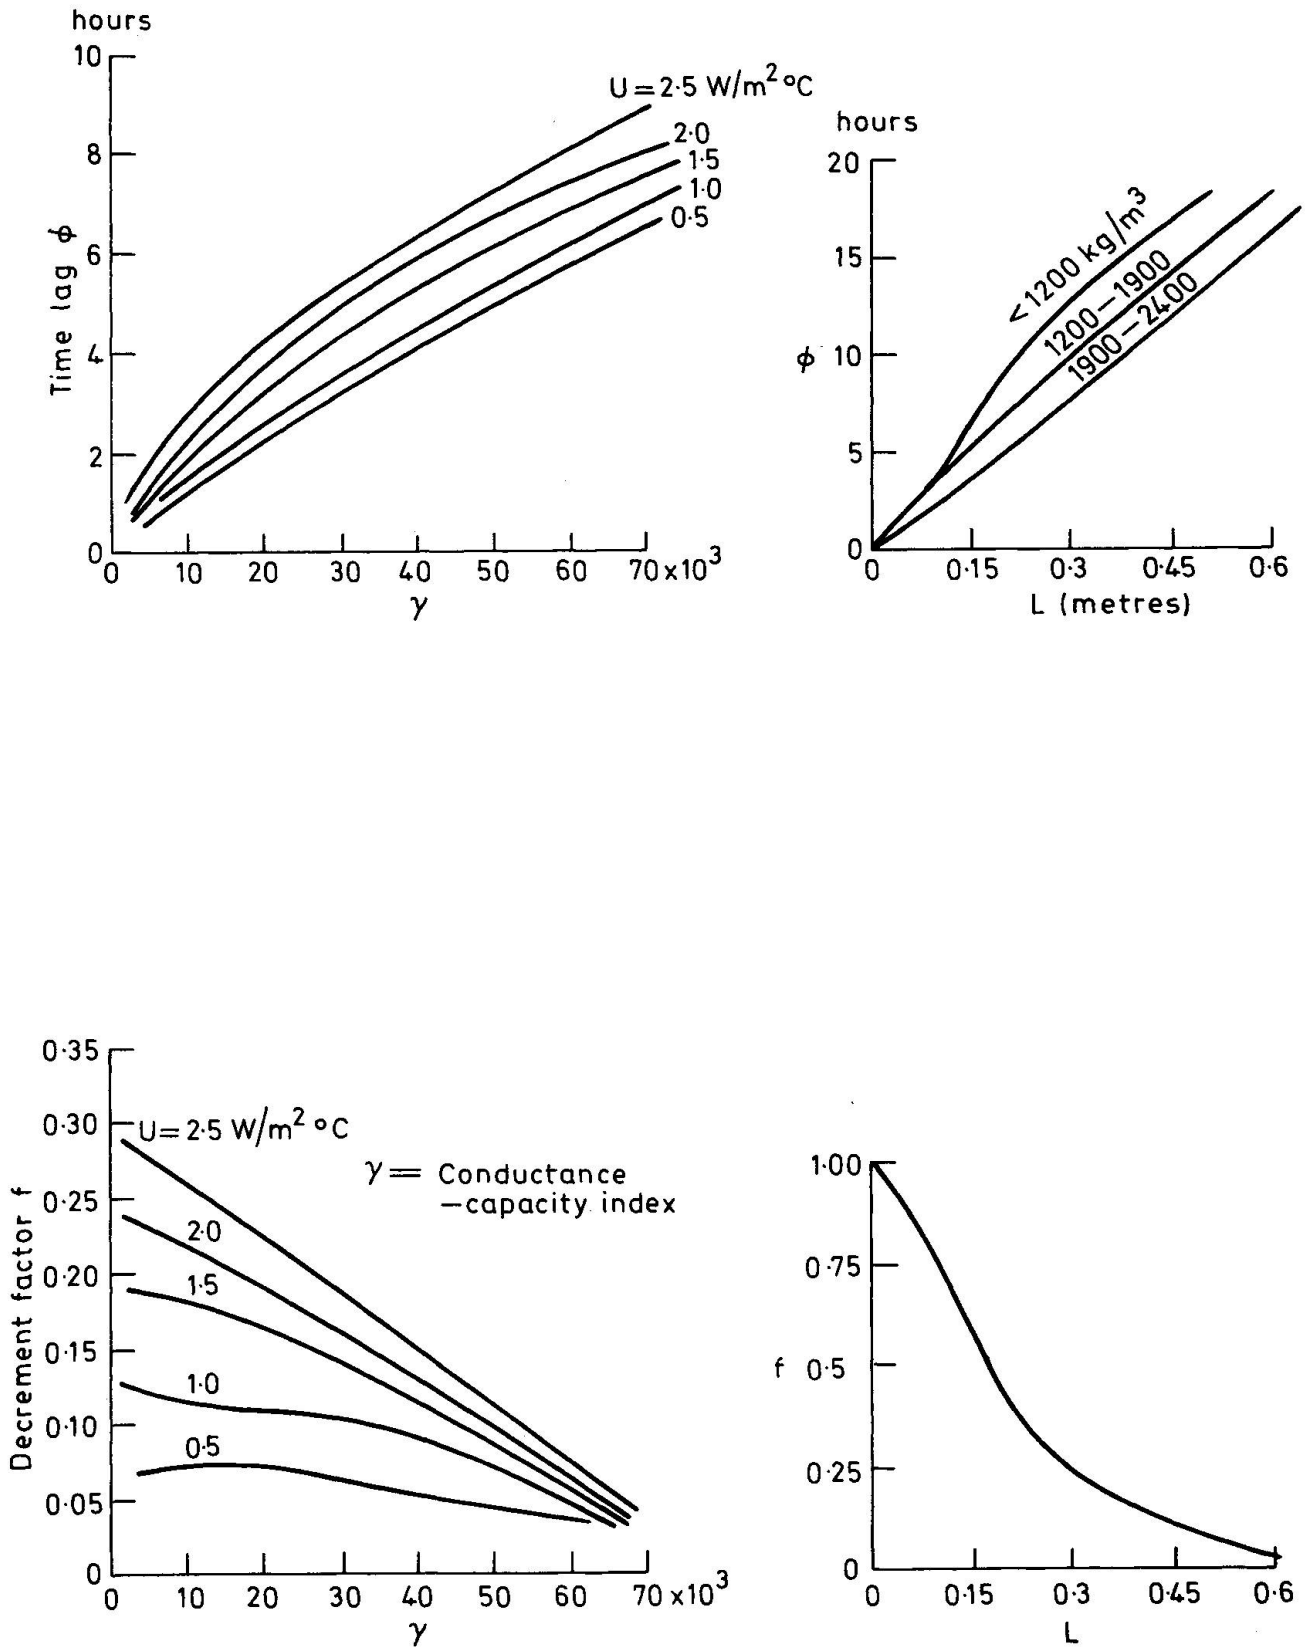 hours
10
8
6
4
2
0
Time lag ϕ
U=2·5 W/m² °C
2·0
1·5
1·0
0·5
0 10 20 30 40 50 60 70×10³
γ
hours
20
15
ϕ 10
5
0
<1200 kg/m³
1200–1900
1900–2400
0 0·15 0·3 0·45 0·6
L (metres)
0·35
0·30
0·25
0·20
0·15
0·10
0·05
0
Decrement factor f
U=2·5 W/m² °C
2·0
1·5
1·0
0·5
γ = Conductance
–capacity index
0 10 20 30 40 50 60 70×10³
γ
1·00
0·75
f 0·5
0·25
0
0 0·15 0·3 0·45 0·6
L